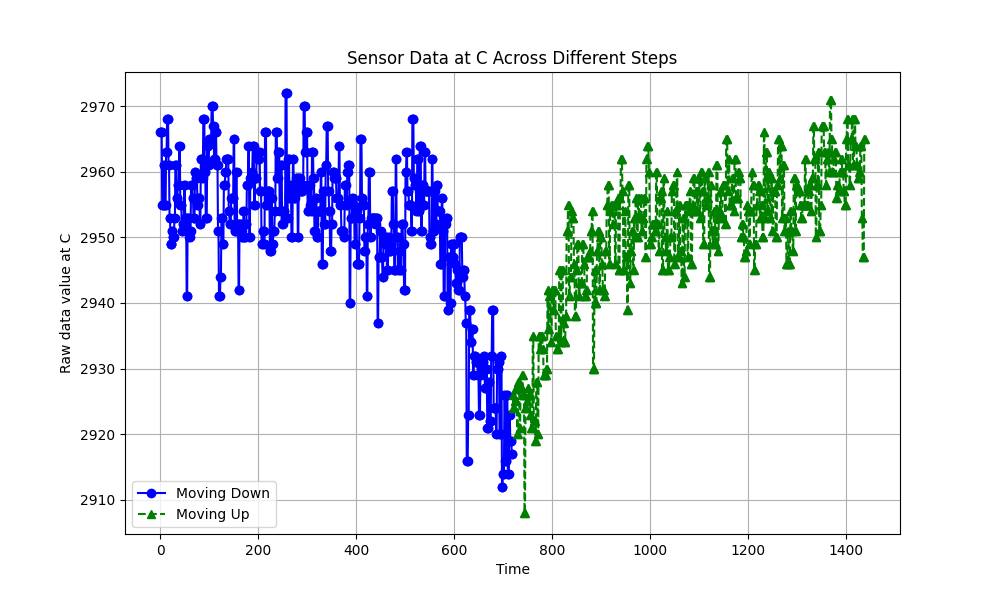 Sensor Data at C Across Different Steps
Raw data value at C
2970
2960
2950
2940
2930
2920
2910
Moving Down
Moving Up
0 200 400 600 800 1000 1200 1400
Time